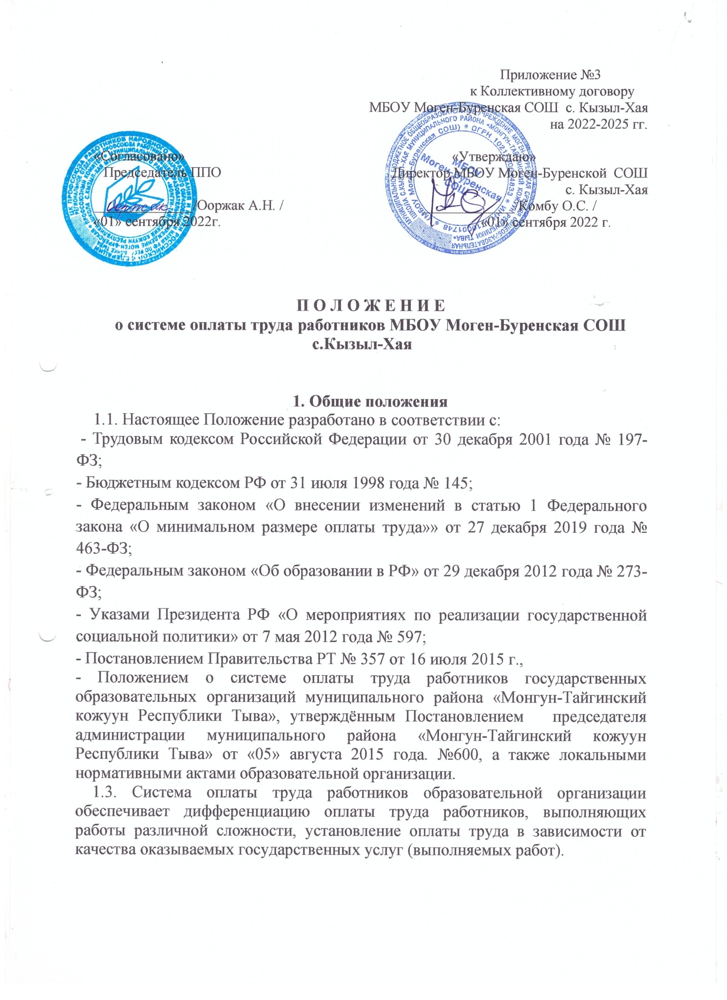 Приложение №3
к Коллективному договору
МБОУ Моген-Буренская СОШ с. Кызыл-Хая
на 2022-2025 гг.
«Согласовано»
Председатель ППО
Ооржак /Ооржак А.Н. /
«01» сентября 2022г.
«Утверждаю»
Директор МБОУ Моген-Буренской СОШ
с. Кызыл-Хая
/Комбу О.С. /
«01» сентября 2022 г.
МБОУ
Моген-Буренская
СОШ
П О Л О Ж Е Н И Е
о системе оплаты труда работников МБОУ Моген-Буренская СОШ
с.Кызыл-Хая
1. Общие положения
1.1. Настоящее Положение разработано в соответствии с:
- Трудовым кодексом Российской Федерации от 30 декабря 2001 года № 197-
ФЗ;
- Бюджетным кодексом РФ от 31 июля 1998 года № 145;
- Федеральным законом «О внесении изменений в статью 1 Федерального
закона «О минимальном размере оплаты труда»» от 27 декабря 2019 года №
463-ФЗ;
- Федеральным законом «Об образовании в РФ» от 29 декабря 2012 года № 273-
ФЗ;
- Указами Президента РФ «О мероприятиях по реализации государственной
социальной политики» от 7 мая 2012 года № 597;
- Постановлением Правительства РТ № 357 от 16 июля 2015 г.,
- Положением о системе оплаты труда работников государственных
образовательных организаций муниципального района «Монгун-Тайгинский
кожуун Республики Тыва», утверждённым Постановлением председателя
администрации муниципального района «Монгун-Тайгинский кожуун
Республики Тыва» от «05» августа 2015 года. №600, а также локальными
нормативными актами образовательной организации.
1.3. Система оплаты труда работников образовательной организации
обеспечивает дифференциацию оплаты труда работников, выполняющих
работы различной сложности, установление оплаты труда в зависимости от
качества оказываемых государственных услуг (выполняемых работ).